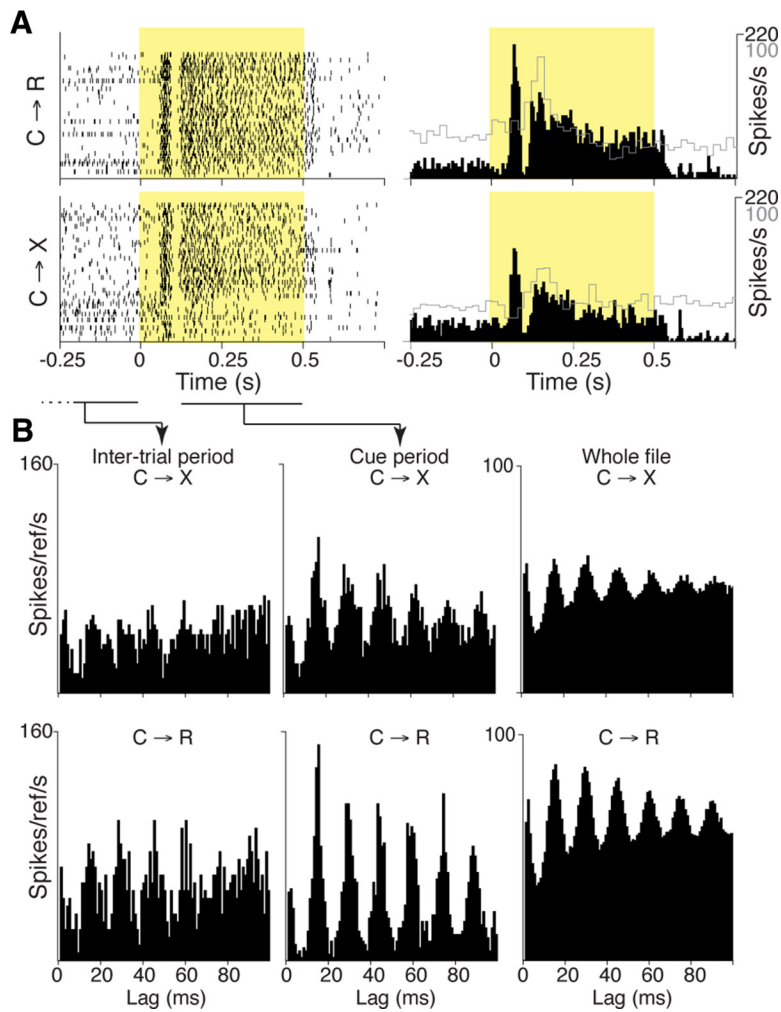 A
C → R
220
100
Spikes/s
C → X
220
100
Spikes/s
-0.25 0 0.25 0.5
-0.25 0 0.25 0.5
Time (s)
Time (s)
B
Inter-trial period
C → X
Cue period
C → X
Whole file
C → X
160
100
Spikes/ref/s
C → R
C → R
C → R
160
100
Spikes/ref/s
0 20 40 60 80
0 20 40 60 80
0 20 40 60 80
Lag (ms)
Lag (ms)
Lag (ms)